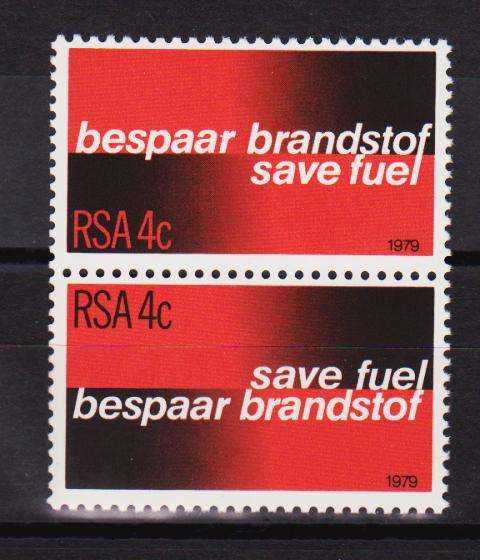 bespaar brandstof
save fuel
RSA 4c
1979
RSA 4c
save fuel
bespaar brandstof
1979